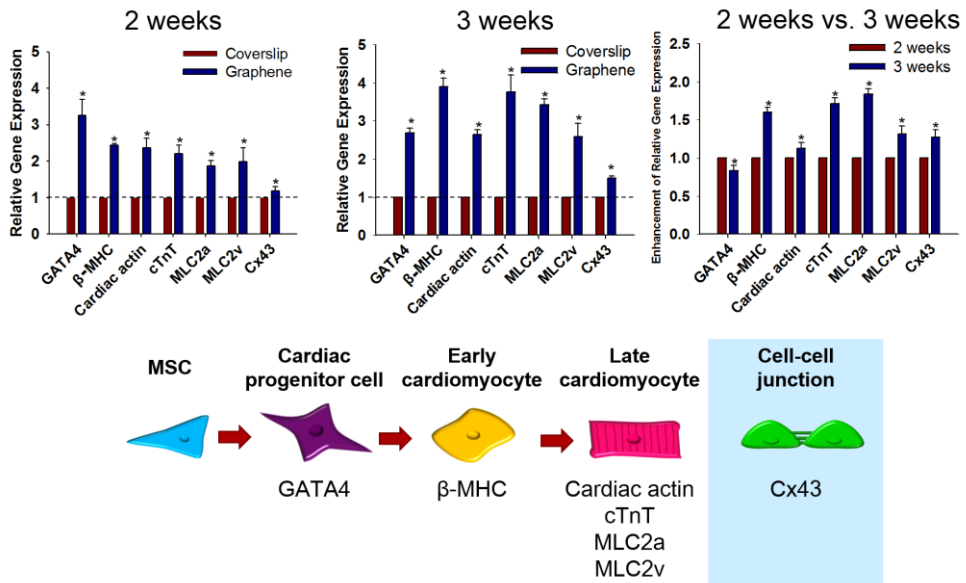 2 weeks
3 weeks
2 weeks vs. 3 weeks
Relative Gene Expression
5
4
3
2
1
0
Coverslip
Graphene
*
*
*
*
*
*
*
GATA4
β-MHC
Cardiac actin
cTnT
MLC2a
MLC2v
Cx43
Relative Gene Expression
5
4
3
2
1
0
Coverslip
Graphene
*
*
*
*
*
*
*
GATA4
β-MHC
Cardiac actin
cTnT
MLC2a
MLC2v
Cx43
Enhancement of Relative Gene Expression
2.5
2.0
1.5
1.0
0.5
0.0
2 weeks
3 weeks
*
*
*
*
*
*
*
GATA4
β-MHC
Cardiac actin
cTnT
MLC2a
MLC2v
Cx43
MSC
Cardiac
progenitor cell
Early
cardiomyocyte
Late
cardiomyocyte
Cell-cell
junction
GATA4
β-MHC
Cardiac actin
cTnT
MLC2a
MLC2v
Cx43